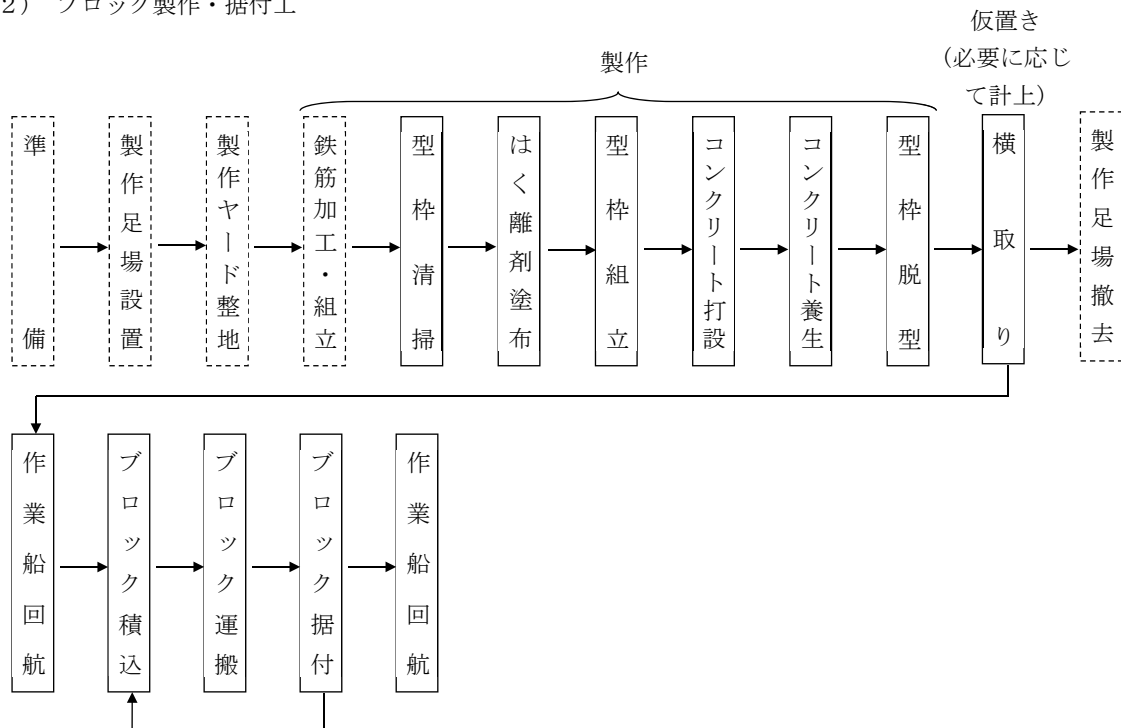 2） ブロック製作・据付工
仮置き
（必要に応じ
て計上）
製作
準備
製作足場設置
製作ヤード整地
鉄筋加工・組立
型枠清掃
はく離剤塗布
型枠組立
コンクリート打設
コンクリート養生
型枠脱型
横取り
製作足場撤去
作業船回航
ブロック積込
ブロック運搬
ブロック据付
作業船回航